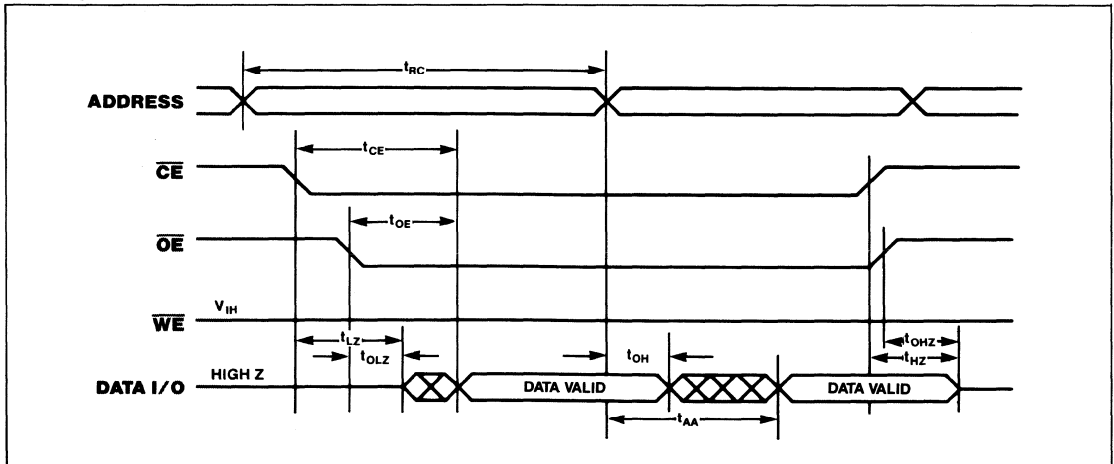 tRC
ADDRESS
tCE
CE
tOE
OE
VIH
WE
tLZ
tOHZ
tOLZ
tOH
tHZ
DATA I/O
HIGH Z
DATA VALID
DATA VALID
tAA